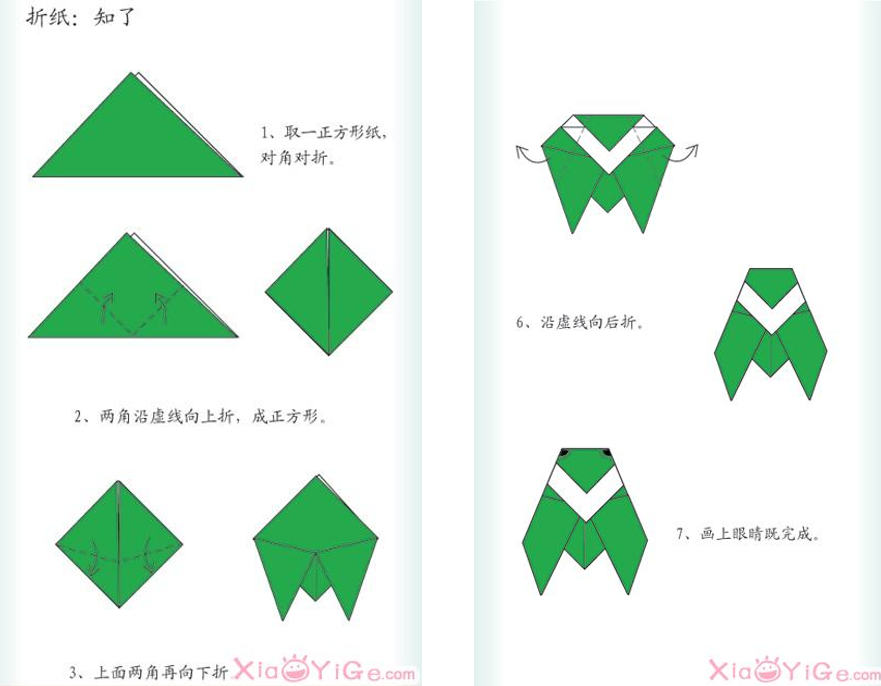 折纸：知了
1、取一正方形纸，
对角对折。
2、两角沿虚线向上折，成正方形。
3、上面两角再向下折
XiaoYiGe.com
6、沿虚线向后折。
7、画上眼睛既完成。
XiaoYiGe.com